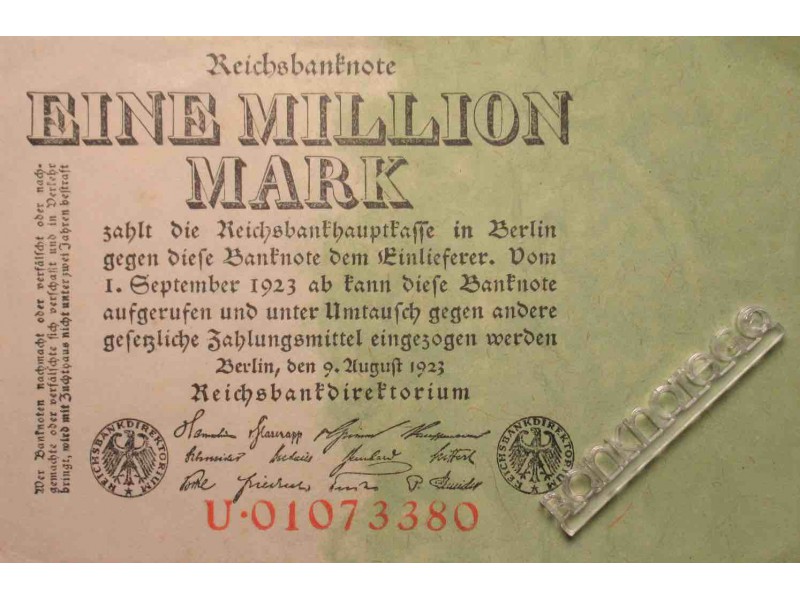 Reichsbanknote
EINE MILLION
MARK
zahlt die Reichsbankhauptkasse in Berlin
gegen diese Banknote dem Einlieferer. Vom
1. September 1923 ab kann diese Banknote
aufgerufen und unter Umtausch gegen andere
gesetzliche Zahlungsmittel eingezogen werden
Berlin, den 9. August 1923
Reichsbankdirektorium
Wer Banknoten nachmacht oder verfälscht oder nach-
gemachte oder verfälschte sich verschafft und in Verkehr
bringt, wird mit Zuchthaus nicht unter zwei Jahren bestraft
REICHSBANKDIREKTORIUM
REICHSBANKDIREKTORIUM
U·01073380